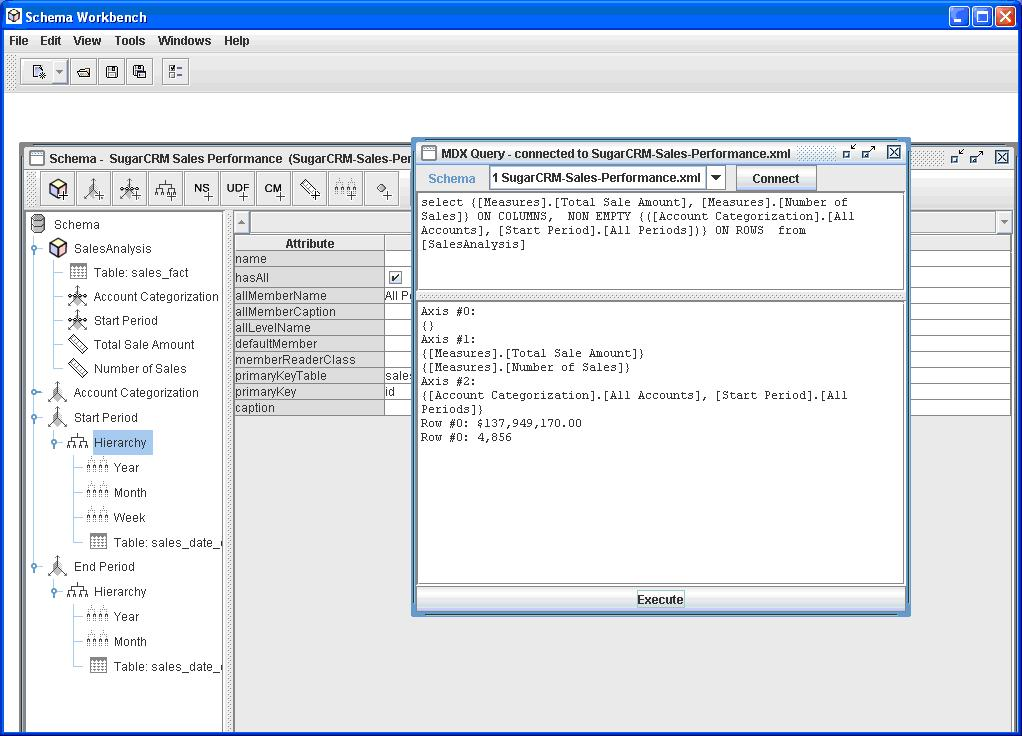 Schema Workbench
File Edit View Tools Windows Help
Schema - SugarCRM Sales Performance (SugarCRM-Sales-Per
NS UDF CM
Schema
SalesAnalysis
Table: sales_fact
Account Categorization
Start Period
Total Sale Amount
Number of Sales
Account Categorization
Start Period
Hierarchy
Year
Month
Week
Table: sales_date_
End Period
Hierarchy
Year
Month
Table: sales_date_
Attribute
name
hasAll
allMemberName All P
allMemberCaption
allLevelName
defaultMember
memberReaderClass
primaryKeyTable sales
primaryKey id
caption
MDX Query - connected to SugarCRM-Sales-Performance.xml
Schema 1 SugarCRM-Sales-Performance.xml Connect
select {[Measures].[Total Sale Amount], [Measures].[Number of
Sales]} ON COLUMNS, NON EMPTY {([Account Categorization].[All
Accounts], [Start Period].[All Periods])} ON ROWS from
[SalesAnalysis]
Axis #0:
{}
Axis #1:
{[Measures].[Total Sale Amount]}
{[Measures].[Number of Sales]}
Axis #2:
{[Account Categorization].[All Accounts], [Start Period].[All
Periods]}
Row #0: $137,949,170.00
Row #0: 4,856
Execute